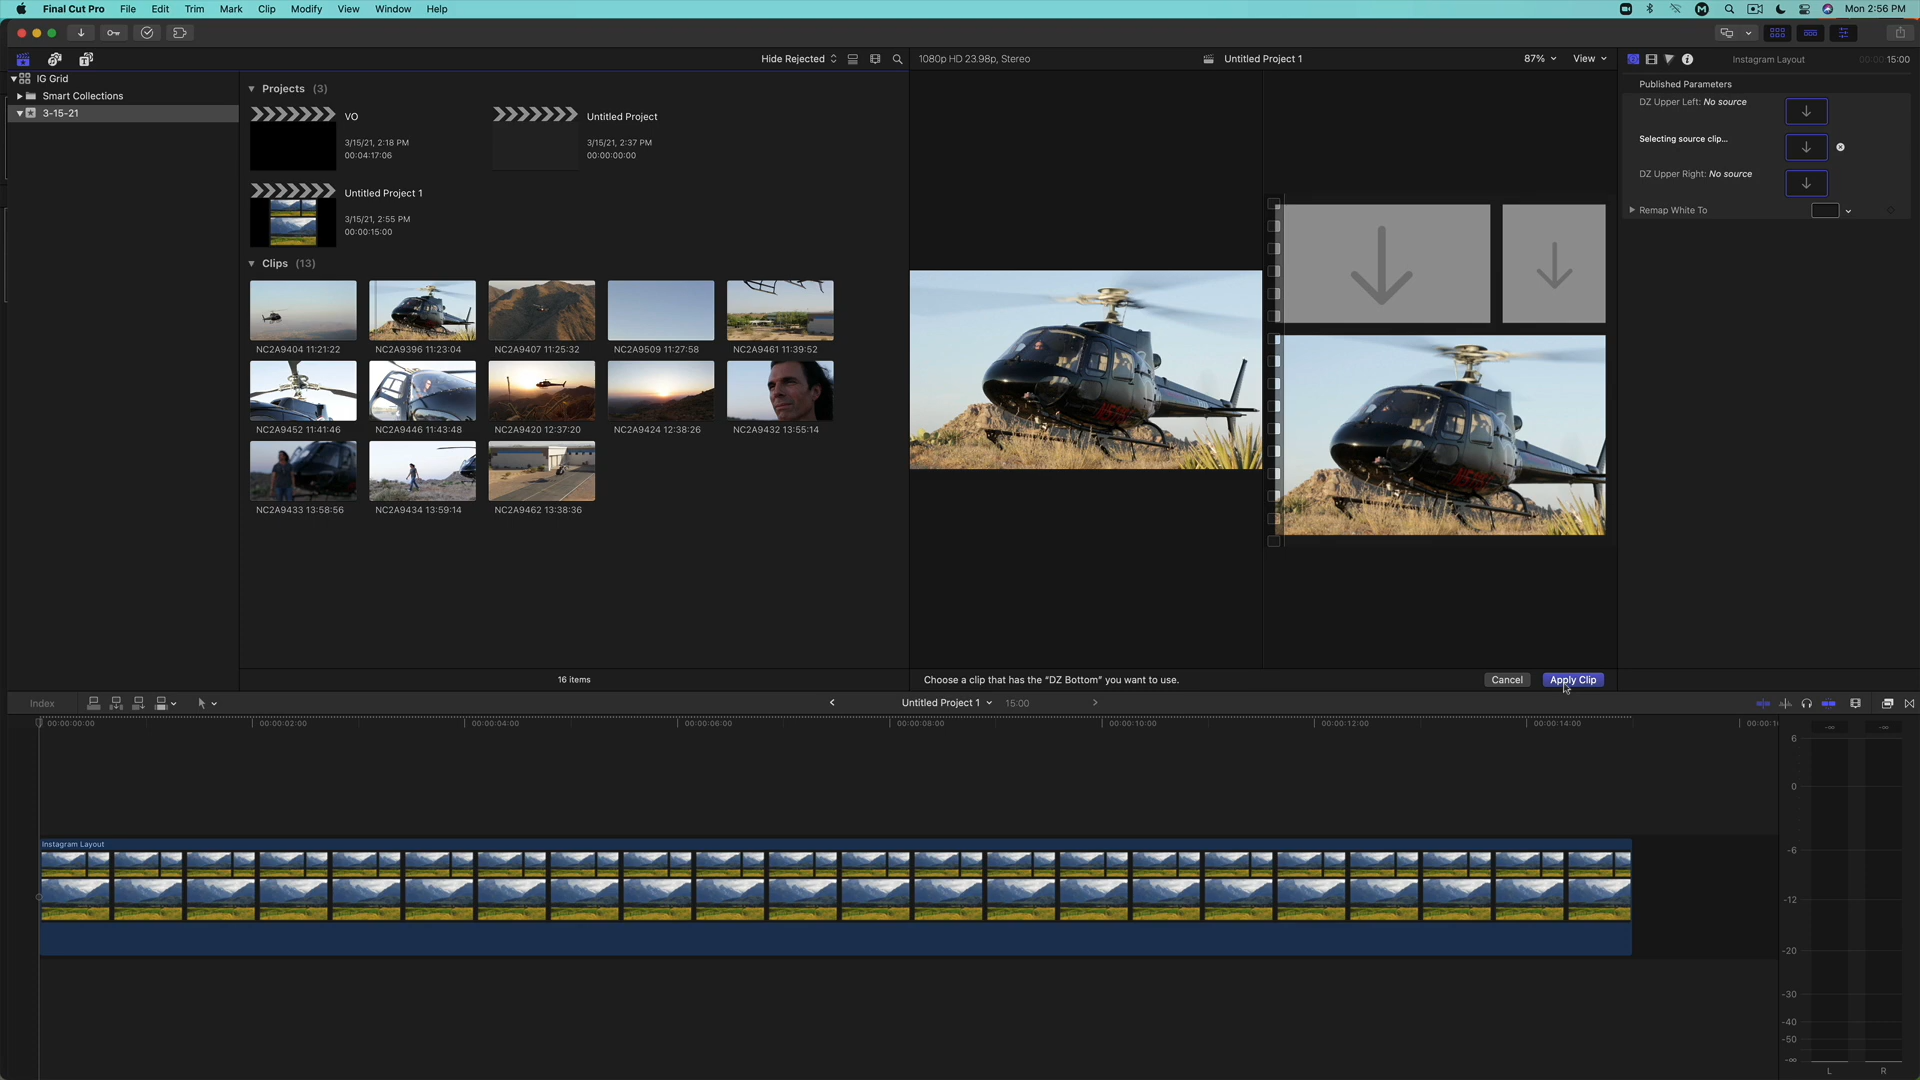 Final Cut Pro File Edit Trim Mark Clip Modify View Window Help
Mon 2:56 PM
Hide Rejected
1080p HD 23.98p, Stereo
Untitled Project 1
87%
View
Instagram Layout
00:00:15:00
IG Grid
Smart Collections
3-15-21
Projects (3)
VO
3/15/21, 2:18 PM
00:04:17:06
Untitled Project
3/15/21, 2:37 PM
00:00:00:00
Untitled Project 1
3/15/21, 2:55 PM
00:00:15:00
Clips (13)
NC2A9404 11:21:22
NC2A9396 11:23:04
NC2A9407 11:25:32
NC2A9509 11:27:58
NC2A9461 11:39:52
NC2A9452 11:41:46
NC2A9446 11:43:48
NC2A9420 12:37:20
NC2A9424 12:38:26
NC2A9432 13:55:14
NC2A9433 13:58:56
NC2A9434 13:59:14
NC2A9462 13:38:36
16 items
Published Parameters
DZ Upper Left: No source
Selecting source clip...
DZ Upper Right: No source
Remap White To
Choose a clip that has the “DZ Bottom” you want to use.
Cancel
Apply Clip
Index
Untitled Project 1
15:00
00:00:00:00
00:00:02:00
00:00:04:00
00:00:06:00
00:00:08:00
00:00:10:00
00:00:12:00
00:00:14:00
Instagram Layout
-∞ -∞
6
0
-6
-12
-20
-30
-40
-50
-∞
L R